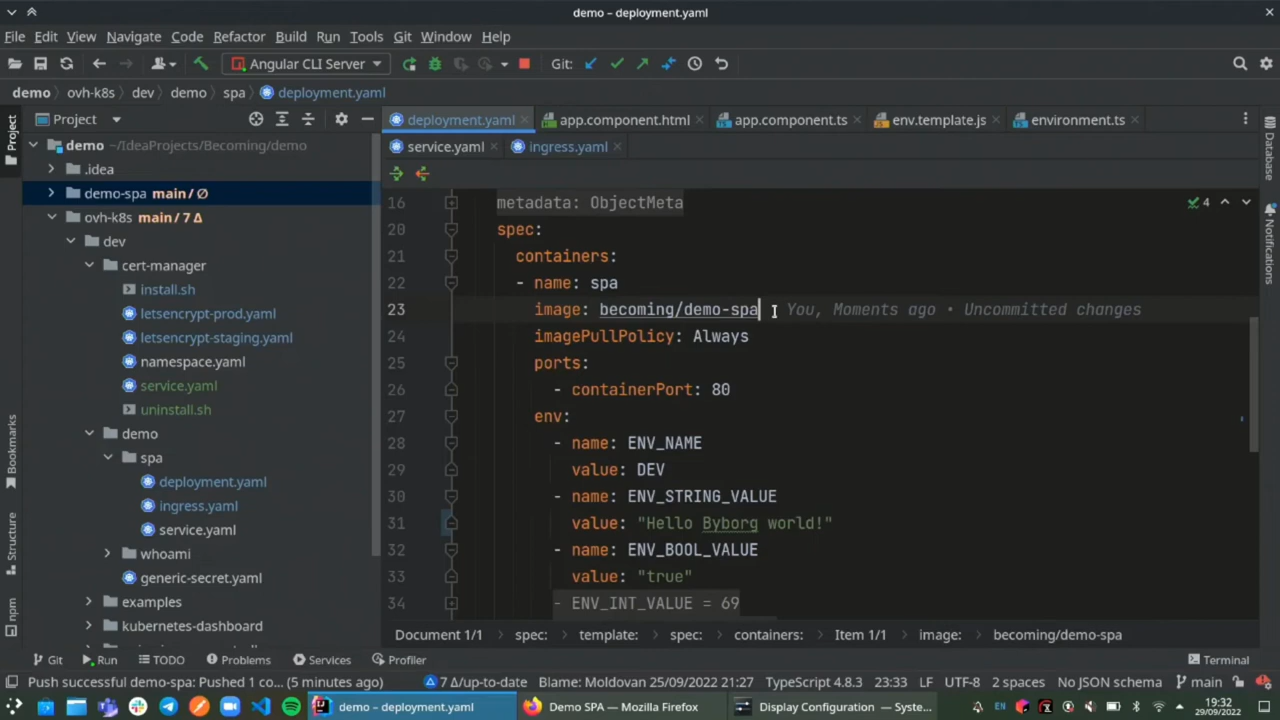 demo – deployment.yaml
File Edit View Navigate Code Refactor Build Run Tools Git Window Help
Angular CLI Server Git:
demo ovh-k8s dev demo spa deployment.yaml
Project
deployment.yaml app.component.html app.component.ts env.template.js environment.ts
service.yaml ingress.yaml
demo ~/IdeaProjects/Becoming/demo
.idea
demo-spa main / ∅
ovh-k8s main / 7 Δ
dev
cert-manager
install.sh
letsencrypt-prod.yaml
letsencrypt-staging.yaml
namespace.yaml
service.yaml
uninstall.sh
demo
spa
deployment.yaml
ingress.yaml
service.yaml
whoami
generic-secret.yaml
examples
kubernetes-dashboard
Project
Bookmarks
Structure
npm
16 metadata: ObjectMeta
20 spec:
21 containers:
22 - name: spa
23 image: becoming/demo-spa You, Moments ago • Uncommitted changes
24 imagePullPolicy: Always
25 ports:
26 - containerPort: 80
27 env:
28 - name: ENV_NAME
29 value: DEV
30 - name: ENV_STRING_VALUE
31 value: "Hello Byborg world!"
32 - name: ENV_BOOL_VALUE
33 value: "true"
34 - ENV_INT_VALUE = 69
4
Database
Notifications
Document 1/1 spec: template: spec: containers: Item 1/1 image: becoming/demo-spa
Git Run TODO Problems Services Profiler Terminal
Push successful demo-spa: Pushed 1 co... (5 minutes ago) 7 Δ/up-to-date Blame: Moldovan 25/09/2022 21:27 TypeScript 4.8.3 23:33 LF UTF-8 2 spaces No JSON schema main
demo – deployment.yaml Demo SPA — Mozilla Firefox Display Configuration — Syste... EN 19:32
29/09/2022